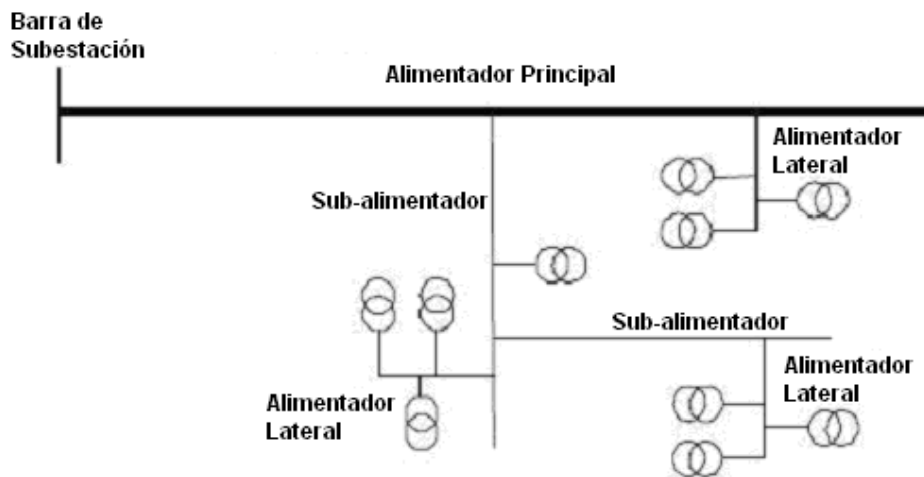 Barra de
Subestación
Alimentador Principal
Alimentador
Lateral
Sub-alimentador
Sub-alimentador
Alimentador
Lateral
Alimentador
Lateral